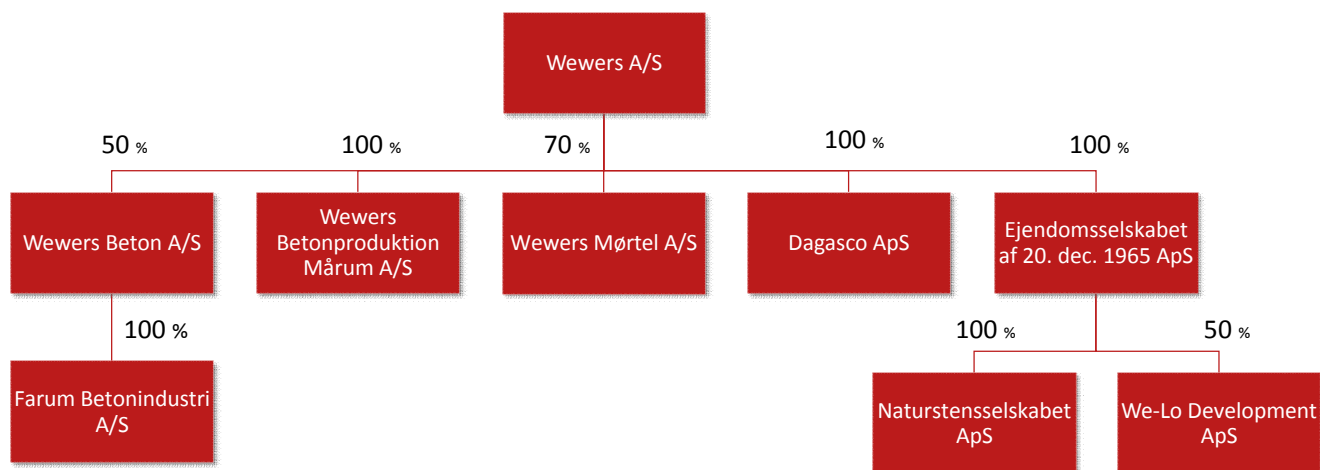 Wewers A/S
50 %
100 %
70 %
100 %
100 %
Wewers Beton A/S
Wewers
Betonproduktion
Mårum A/S
Wewers Mørtel A/S
Dagasco ApS
Ejendomsselskabet
af 20. dec. 1965 ApS
100 %
100 %
50 %
Farum Betonindustri
A/S
Naturstensselskabet
ApS
We-Lo Development
ApS